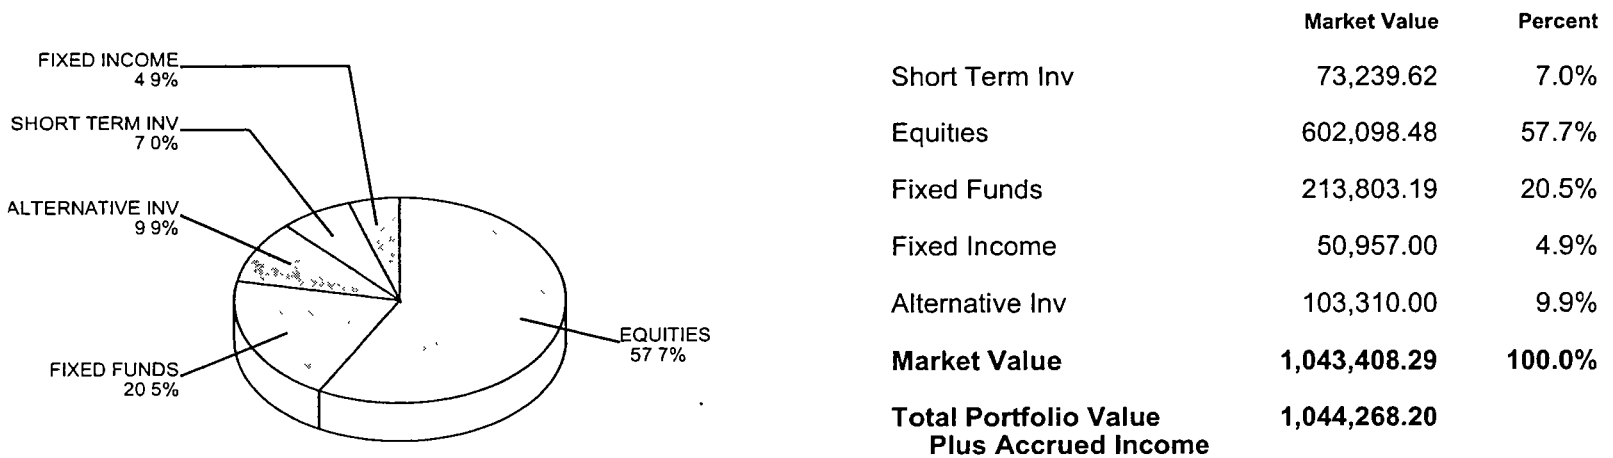 FIXED INCOME
4 9%
SHORT TERM INV
7 0%
ALTERNATIVE INV
9 9%
FIXED FUNDS
20 5%
EQUITIES
57 7%
Market Value Percent
Short Term Inv 73,239.62 7.0%
Equities 602,098.48 57.7%
Fixed Funds 213,803.19 20.5%
Fixed Income 50,957.00 4.9%
Alternative Inv 103,310.00 9.9%
Market Value 1,043,408.29 100.0%
Total Portfolio Value 1,044,268.20
Plus Accrued Income